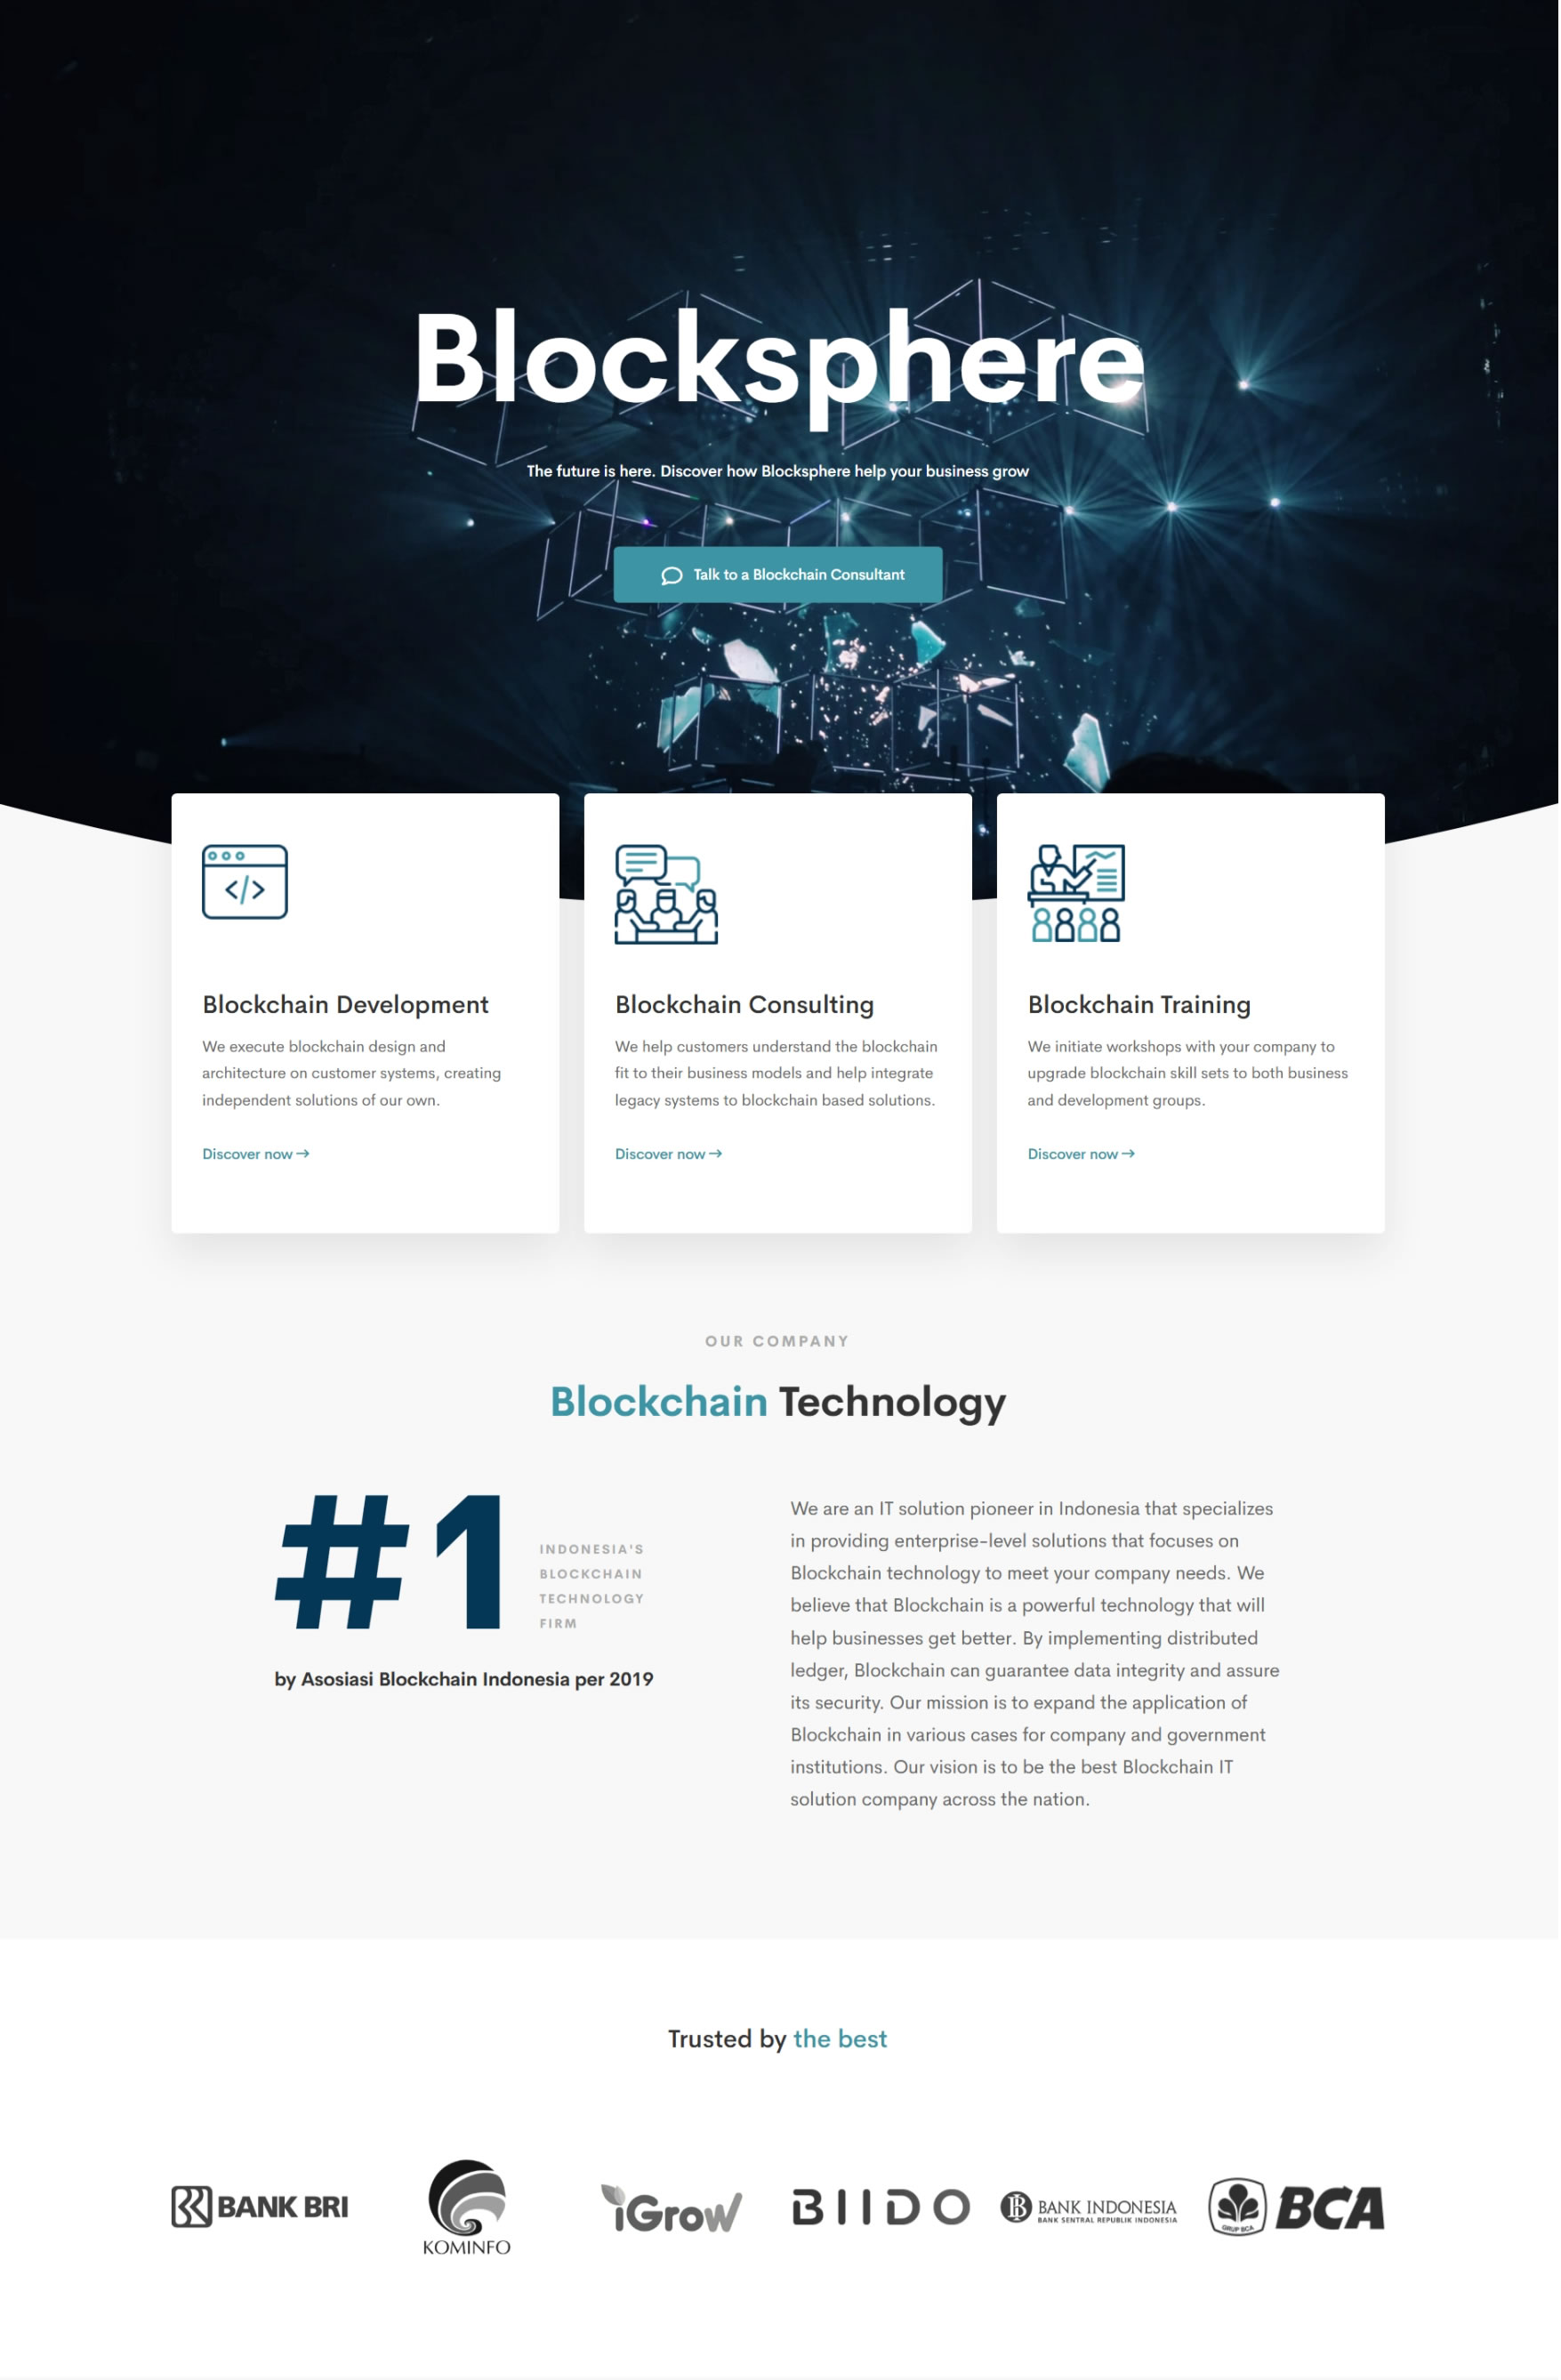 Blocksphere
The future is here. Discover how Blocksphere help your business grow
Talk to a Blockchain Consultant
</>
Blockchain Development
We execute blockchain design and
architecture on customer systems, creating
independent solutions of our own.
Discover now →
Blockchain Consulting
We help customers understand the blockchain
fit to their business models and help integrate
legacy systems to blockchain based solutions.
Discover now →
Blockchain Training
We initiate workshops with your company to
upgrade blockchain skill sets to both business
and development groups.
Discover now →
OUR COMPANY
Blockchain Technology
#1
INDONESIA'S
BLOCKCHAIN
TECHNOLOGY
FIRM
by Asosiasi Blockchain Indonesia per 2019
We are an IT solution pioneer in Indonesia that specializes
in providing enterprise-level solutions that focuses on
Blockchain technology to meet your company needs. We
believe that Blockchain is a powerful technology that will
help businesses get better. By implementing distributed
ledger, Blockchain can guarantee data integrity and assure
its security. Our mission is to expand the application of
Blockchain in various cases for company and government
institutions. Our vision is to be the best Blockchain IT
solution company across the nation.
Trusted by the best
BANK BRI
KOMINFO
iGrow
BIIDO
BANK INDONESIA
BANK SENTRAL REPUBLIK INDONESIA
GRUP BCA
BCA